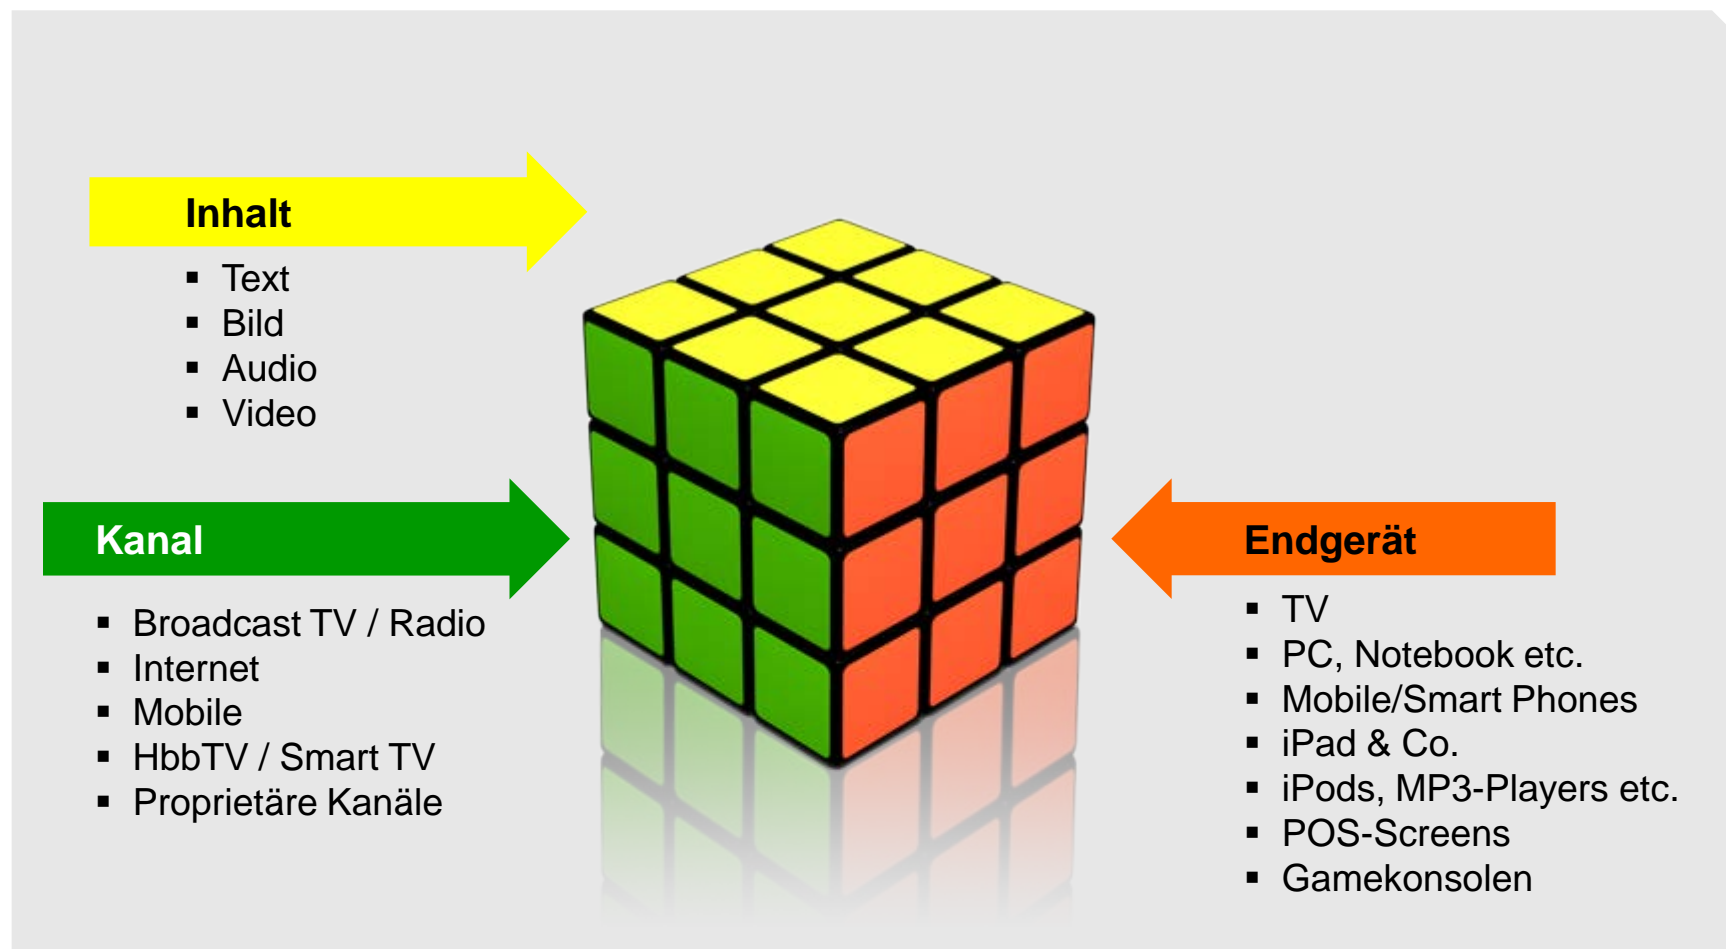 Inhalt
▪ Text
▪ Bild
▪ Audio
▪ Video
Kanal
▪ Broadcast TV / Radio
▪ Internet
▪ Mobile
▪ HbbTV / Smart TV
▪ Proprietäre Kanäle
Endgerät
▪ TV
▪ PC, Notebook etc.
▪ Mobile/Smart Phones
▪ iPad & Co.
▪ iPods, MP3-Players etc.
▪ POS-Screens
▪ Gamekonsolen